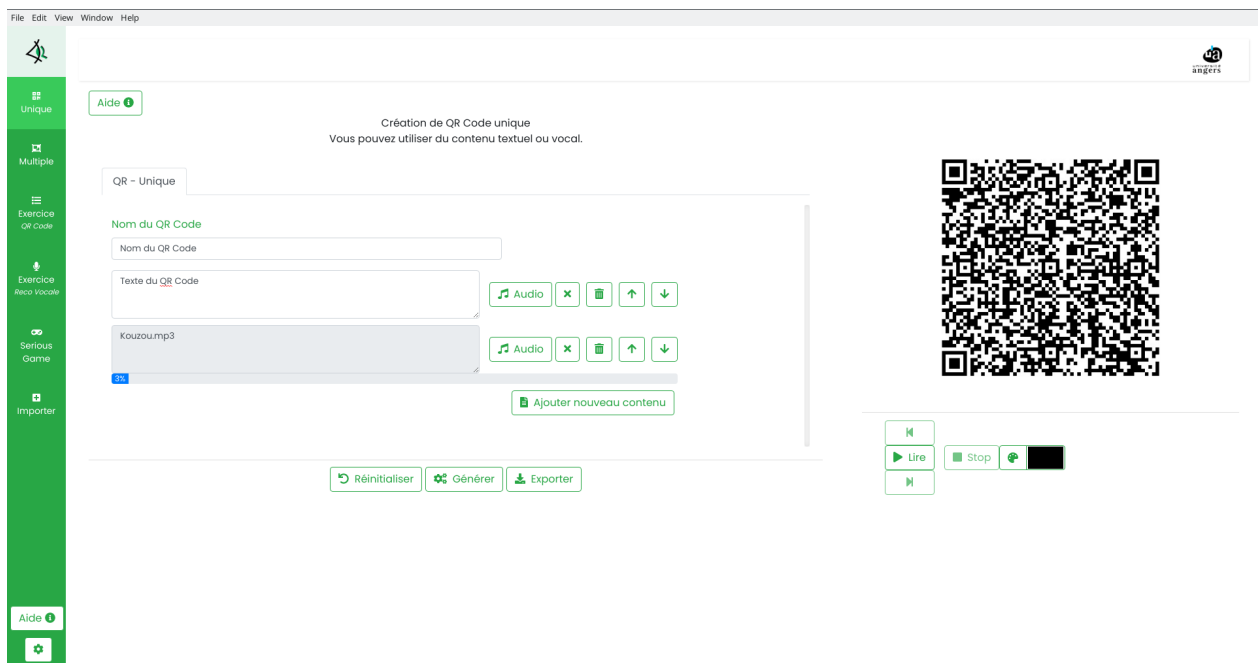 File Edit View Window Help
université
angers
Unique
Multiple
Exercice
QR Code
Exercice
Reco Vocale
Serious
Game
Importer
Aide
Aide
Création de QR Code unique
Vous pouvez utiliser du contenu textuel ou vocal.
QR - Unique
Nom du QR Code
Nom du QR Code
Texte du QR Code
Audio
Kouzou.mp3
Audio
3%
Ajouter nouveau contenu
Réinitialiser Générer Exporter
Lire Stop